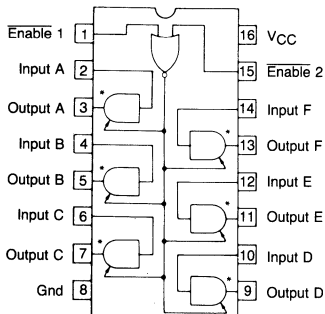 Enable 1 1 16 VCC
Input A 2 15 Enable 2
Output A 3 * 14 Input F
Input B 4 * 13 Output F
Output B 5 * 12 Input E
Input C 6 * 11 Output E
Output C 7 * 10 Input D
Gnd 8 * 9 Output D